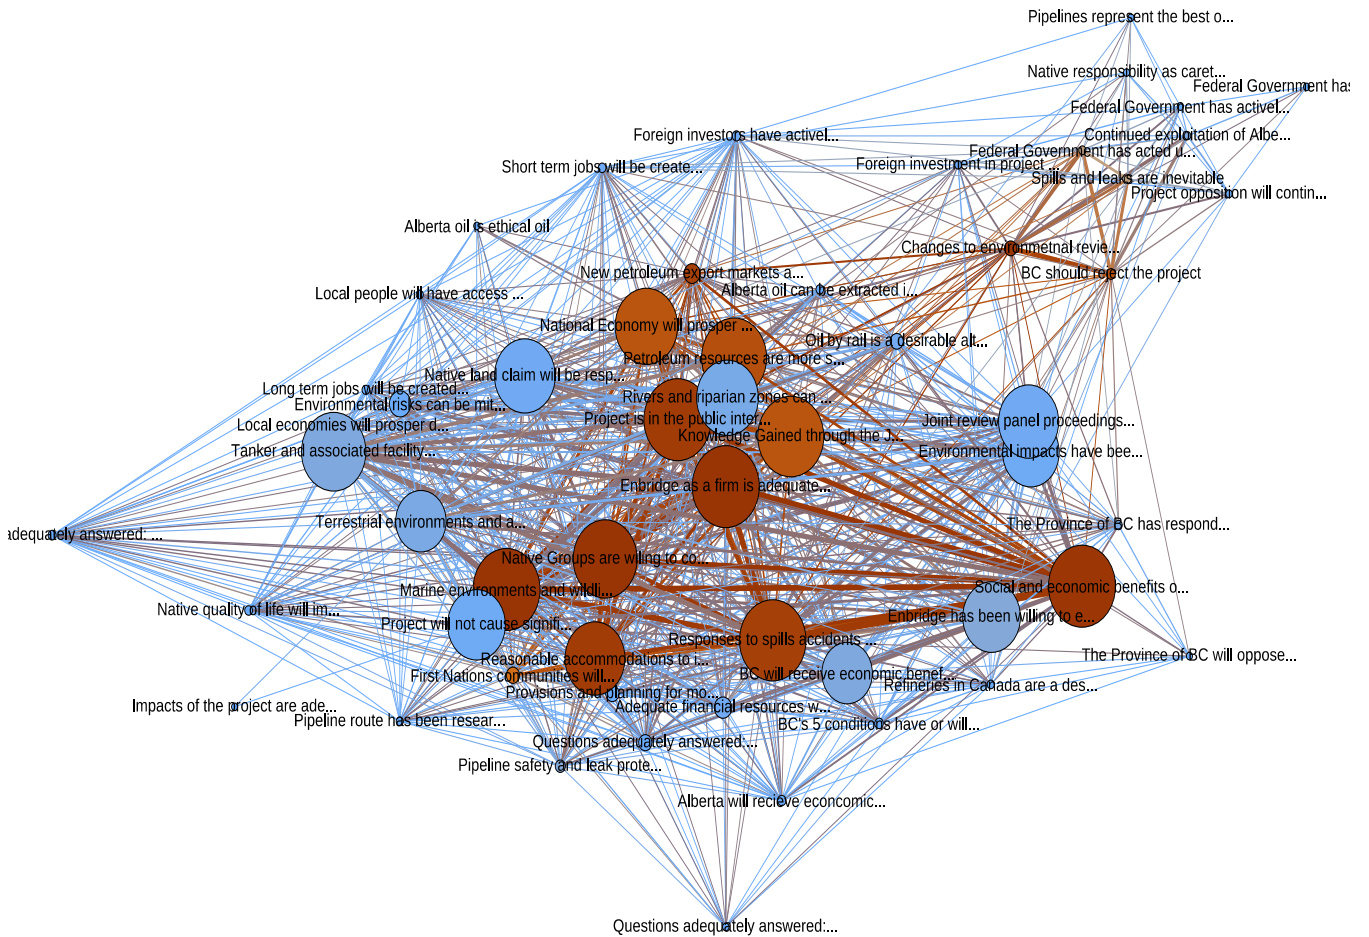 Pipelines represent the best o...
Native responsibility as caret...
Federal Government has
Federal Government has activel...
Foreign investors have activel...
Continued exploitation of Albe...
Federal Government has acted u...
Foreign investment in project ...
Short term jobs will be create...
Spills and leaks are inevitable
Project opposition will contin...
Alberta oil is ethical oil
Changes to environmetnal revie...
New petroleum export markets a...
BC should reject the project
Alberta oil can be extracted i...
Local people will have access ...
National Economy will prosper ...
Oil by rail is a desirable alt...
Petroleum resources are more s...
Native land claim will be resp...
Long term jobs will be created...
Rivers and riparian zones can ...
Environmental risks can be mit...
Project is in the public inter...
Joint review panel proceedings...
Local economies will prosper d...
Knowledge Gained through the J...
Tanker and associated facility...
Environmental impacts have bee...
Enbridge as a firm is adequate...
Terrestrial environments and a...
The Province of BC has respond...
adequately answered: ...
Native Groups are wiling to co...
Social and economic benefits o...
Marine environments and wildli...
Native quality of life will im...
Enbridge has been willing to e...
Project will not cause signifi...
Responses to spills accidents ...
The Province of BC will oppose...
Reasonable accommodations to i...
BC will receive economic benef...
First Nations communities will...
Refineries in Canada are a des...
Provisions and planning for mo...
Impacts of the project are ade...
Adequate financial resources w...
Pipeline route has been resear...
BC's 5 conditions have or will...
Questions adequately answered:...
Pipeline safety and leak prote...
Alberta will recieve econcomic...
Questions adequately answered:...